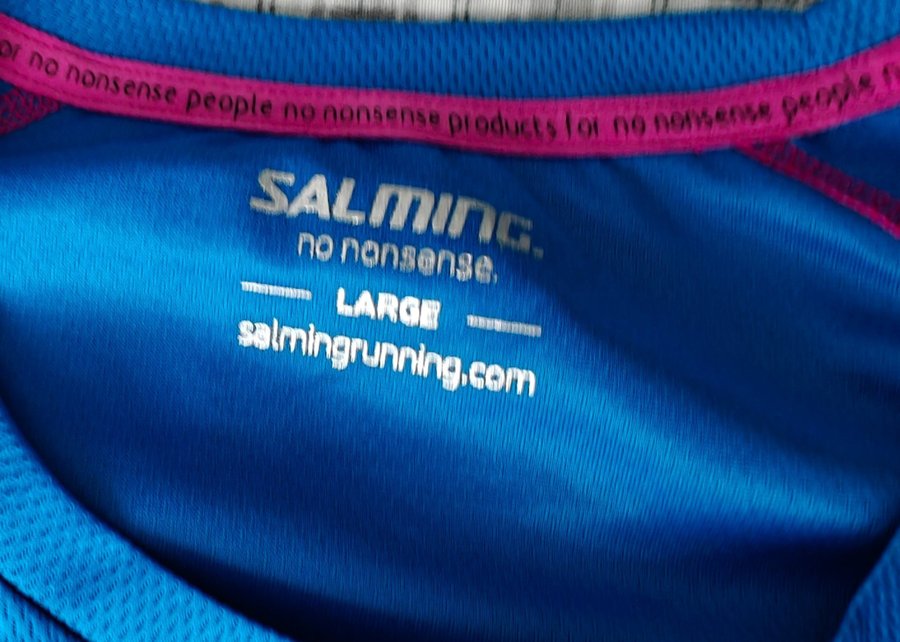 or no nonsense people no nonsense products for no nonsense people
SALMING.
no nonsense.
LARGE
salmingrunning.com